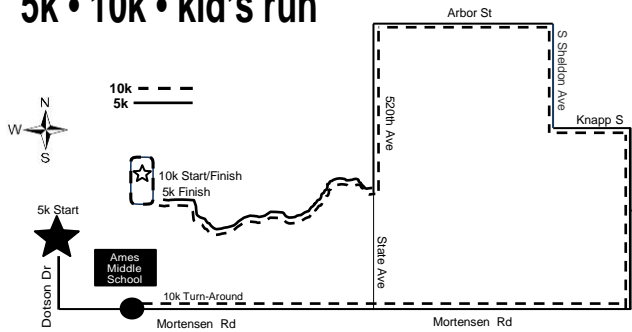 5k • 10k • kid's run
Arbor St
S Sheldon Ave
10k
5k
520th Ave
Knapp S
N
W
S
10k Start/Finish
5k Finish
5k Start
Ames
Middle
School
State Ave
Dotson Dr
10k Turn-Around
Mortensen Rd
Mortensen Rd